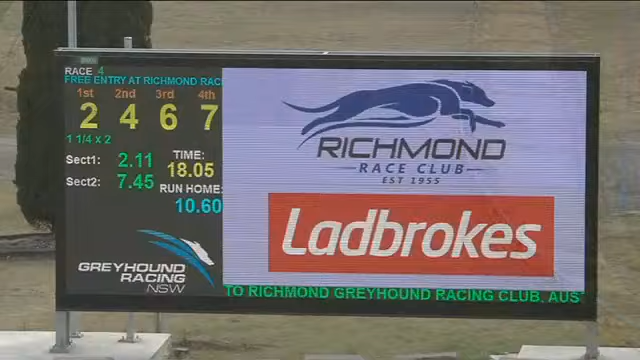 RACE 4
FREE ENTRY AT RICHMOND RAC
1st 2nd 3rd 4th
2 4 6 7
1 1/4 x 2
Sect1: 2.11
Sect2: 7.45
TIME:
18.05
RUN HOME:
10.60
GREYHOUND
RACING
NSW
RICHMOND
RACE CLUB
EST 1955
Ladbrokes
TO RICHMOND GREYHOUND RACING CLUB, AUS